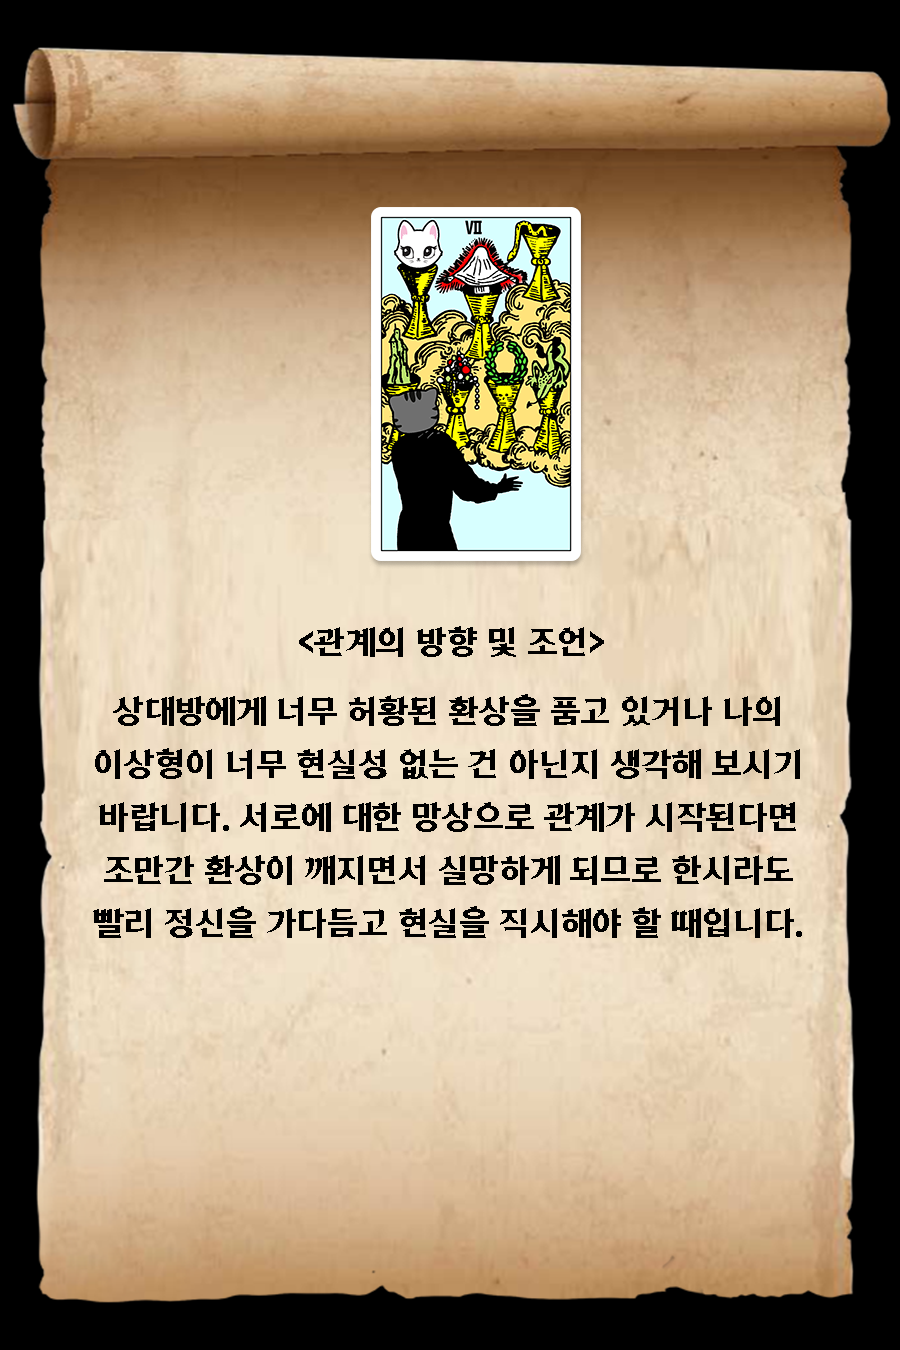 VII
<관계의 방향 및 조언>
상대방에게 너무 허황된 환상을 품고 있거나 나의
이상형이 너무 현실성 없는 건 아닌지 생각해 보시기
바랍니다. 서로에 대한 망상으로 관계가 시작된다면
조만간 환상이 깨지면서 실망하게 되므로 한시라도
빨리 정신을 가다듬고 현실을 직시해야 할 때입니다.